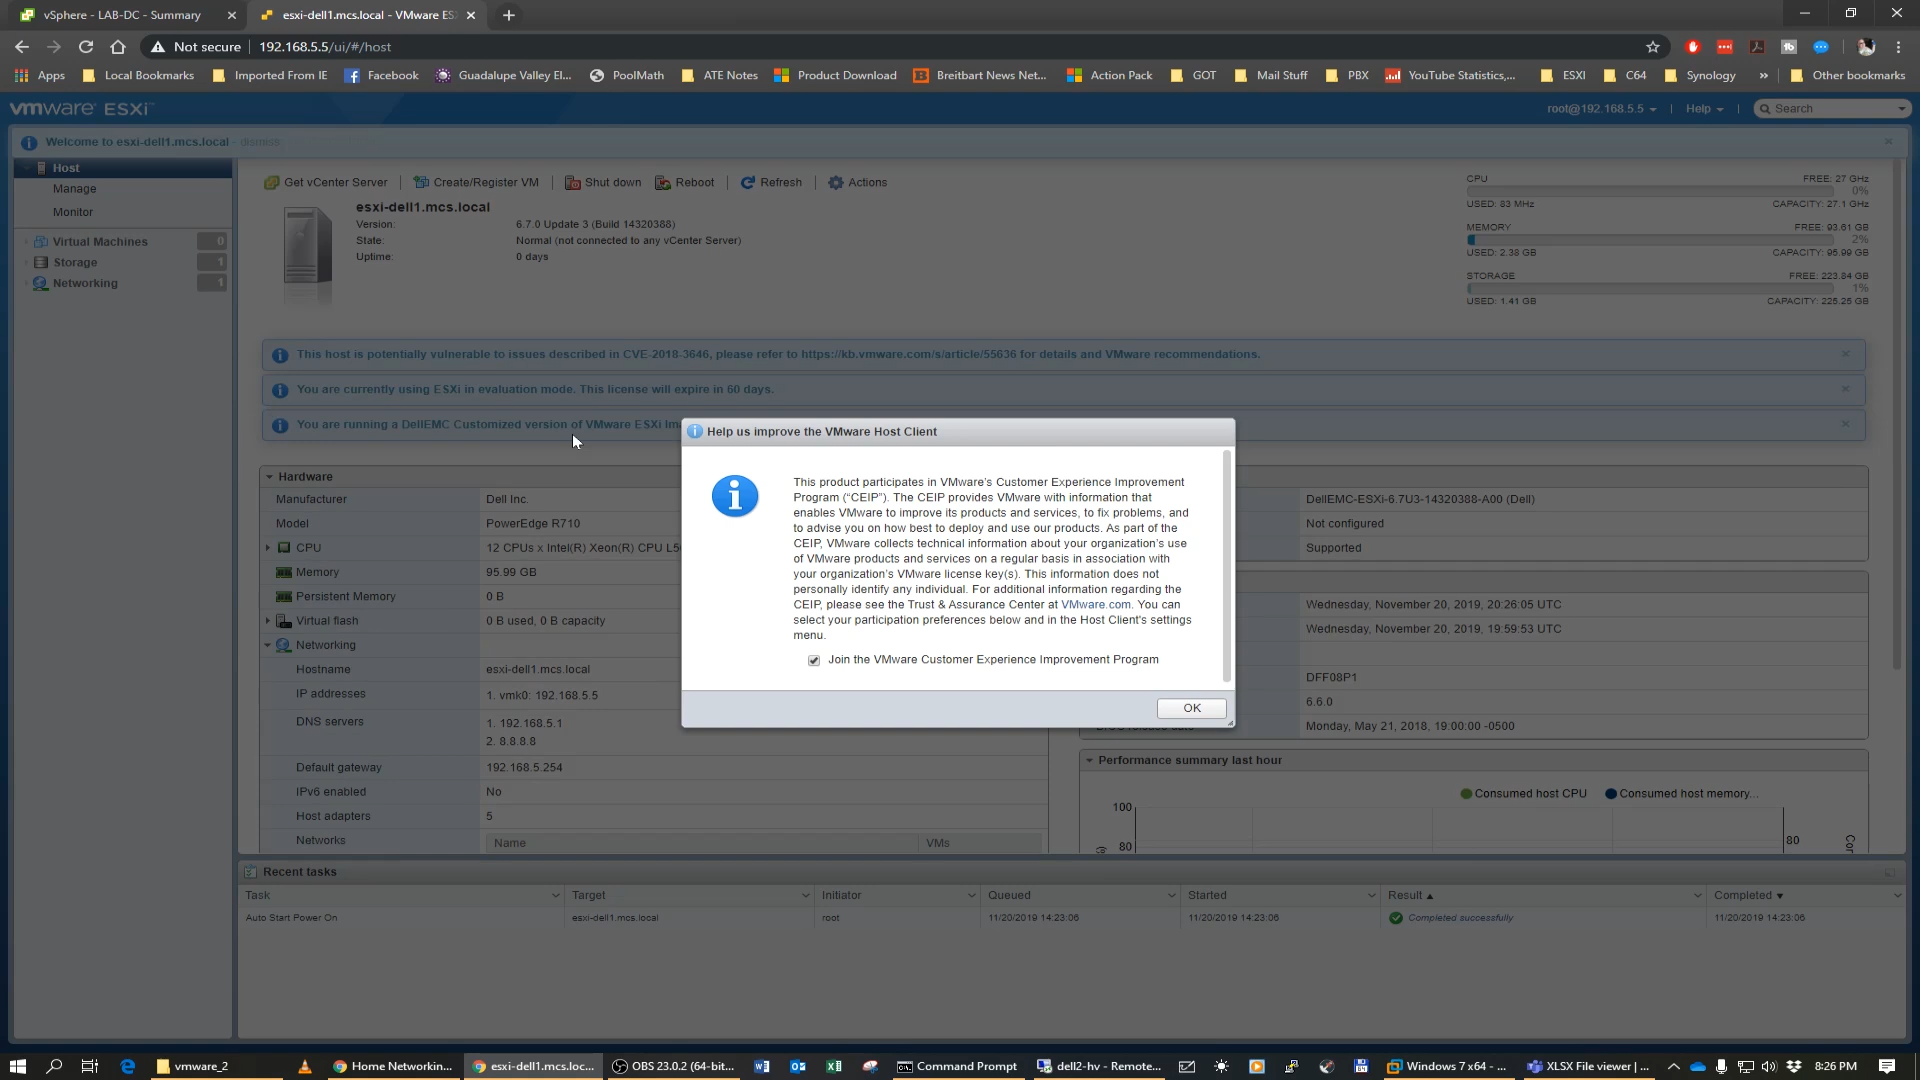 vSphere - LAB-DC - Summary
esxi-dell1.mcs.local - VMware ES
Not secure
192.168.5.5/ui/#/host
Apps
Local Bookmarks
Imported From IE
Facebook
Guadalupe Valley El...
PoolMath
ATE Notes
Product Download
Breitbart News Net...
Action Pack
GOT
Mail Stuff
PBX
YouTube Statistics,...
ESXI
C64
Synology
»
Other bookmarks
vmware ESXi
root@192.168.5.5
Help
Search
Welcome to esxi-dell1.mcs.local - dismiss
Host
Manage
Monitor
Virtual Machines 0
Storage 1
Networking 1
Get vCenter Server
Create/Register VM
Shut down
Reboot
Refresh
Actions
esxi-dell1.mcs.local
Version: 6.7.0 Update 3 (Build 14320388)
State: Normal (not connected to any vCenter Server)
Uptime: 0 days
CPU FREE: 27 GHz
0%
USED: 83 MHz CAPACITY: 27.1 GHz
MEMORY FREE: 93.61 GB
2%
USED: 2.38 GB CAPACITY: 95.99 GB
STORAGE FREE: 223.84 GB
1%
USED: 1.41 GB CAPACITY: 225.25 GB
This host is potentially vulnerable to issues described in CVE-2018-3646, please refer to https://kb.vmware.com/s/article/55636 for details and VMware recommendations.
You are currently using ESXi in evaluation mode. This license will expire in 60 days.
You are running a DellEMC Customized version of VMware ESXi
Help us improve the VMware Host Client
This product participates in VMware's Customer Experience Improvement
Program ("CEIP"). The CEIP provides VMware with information that
enables VMware to improve its products and services, to fix problems, and
to advise you on how best to deploy and use our products. As part of the
CEIP, VMware collects technical information about your organization's use
of VMware products and services on a regular basis in association with
your organization's VMware license key(s). This information does not
personally identify any individual. For additional information regarding the
CEIP, please see the Trust & Assurance Center at VMware.com. You can
select your participation preferences below and in the Host Client's settings
menu.
Join the VMware Customer Experience Improvement Program
OK
Hardware
Manufacturer Dell Inc.
Model PowerEdge R710
CPU 12 CPUs x Intel(R) Xeon(R) CPU
Memory 95.99 GB
Persistent Memory 0 B
Virtual flash 0 B used, 0 B capacity
Networking
Hostname esxi-dell1.mcs.local
IP addresses 1. vmk0: 192.168.5.5
DNS servers 1. 192.168.5.1
2. 8.8.8.8
Default gateway 192.168.5.254
IPv6 enabled No
Host adapters 5
Networks Name VMs
DellEMC-ESXi-6.7U3-14320388-A00 (Dell)
Not configured
Supported
Wednesday, November 20, 2019, 20:26:05 UTC
Wednesday, November 20, 2019, 19:59:53 UTC
DFF08P1
6.6.0
Monday, May 21, 2018, 19:00:00 -0500
Performance summary last hour
Consumed host CPU
Consumed host memory...
100
80
80
Recent tasks
Task Target Initiator Queued Started Result Completed
Auto Start Power On esxi-dell1.mcs.local root 11/20/2019 14:23:06 11/20/2019 14:23:06 Completed successfully 11/20/2019 14:23:06
vmware_2
Home Networkin...
esxi-dell1.mcs.loc...
OBS 23.0.2 (64-bit...
Command Prompt
dell2-hv - Remote...
Windows 7 x64 - ...
XLSX File viewer | ...
8:26 PM